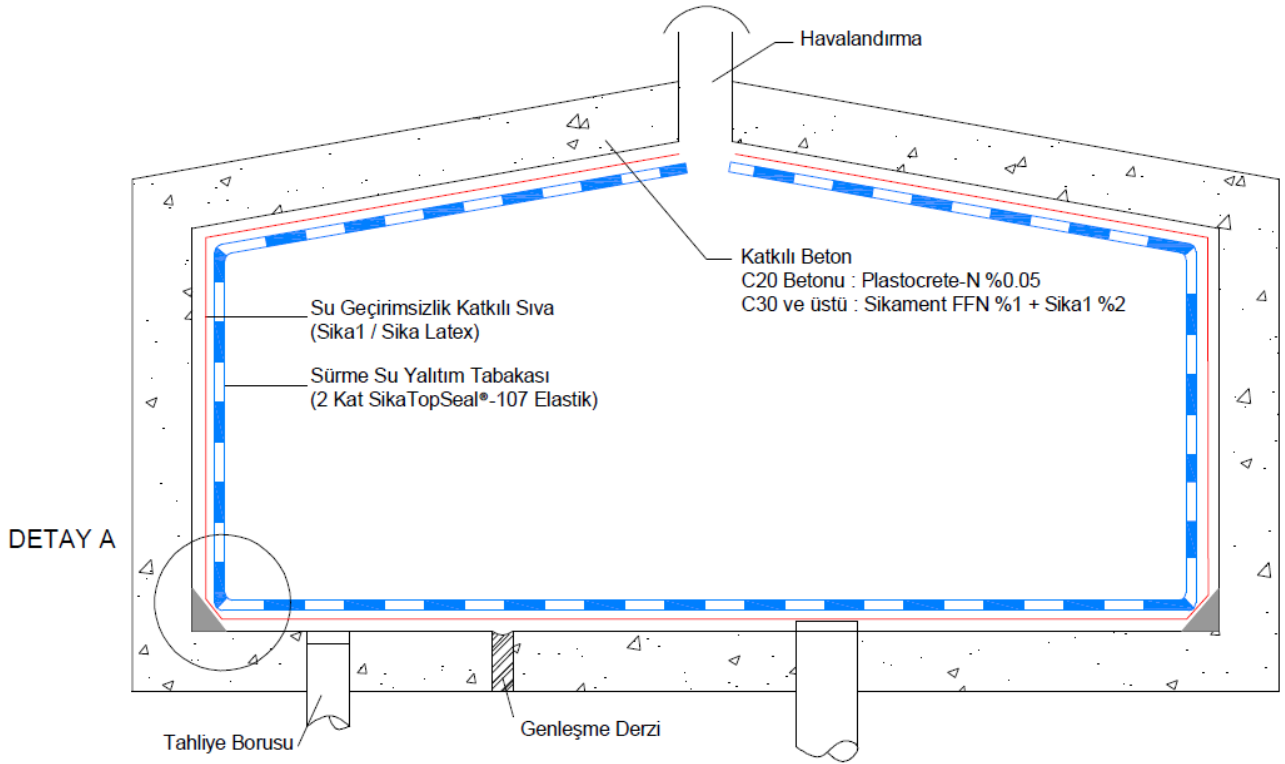 Havalandırma
Katkılı Beton
C20 Betonu : Plastocrete-N %0.05
C30 ve üstü : Sikament FFN %1 + Sika1 %2
Su Geçirimsizlik Katkılı Sıva
(Sika1 / Sika Latex)
Sürme Su Yalıtım Tabakası
(2 Kat SikaTopSeal®-107 Elastik)
DETAY A
Tahliye Borusu
Genleşme Derzi